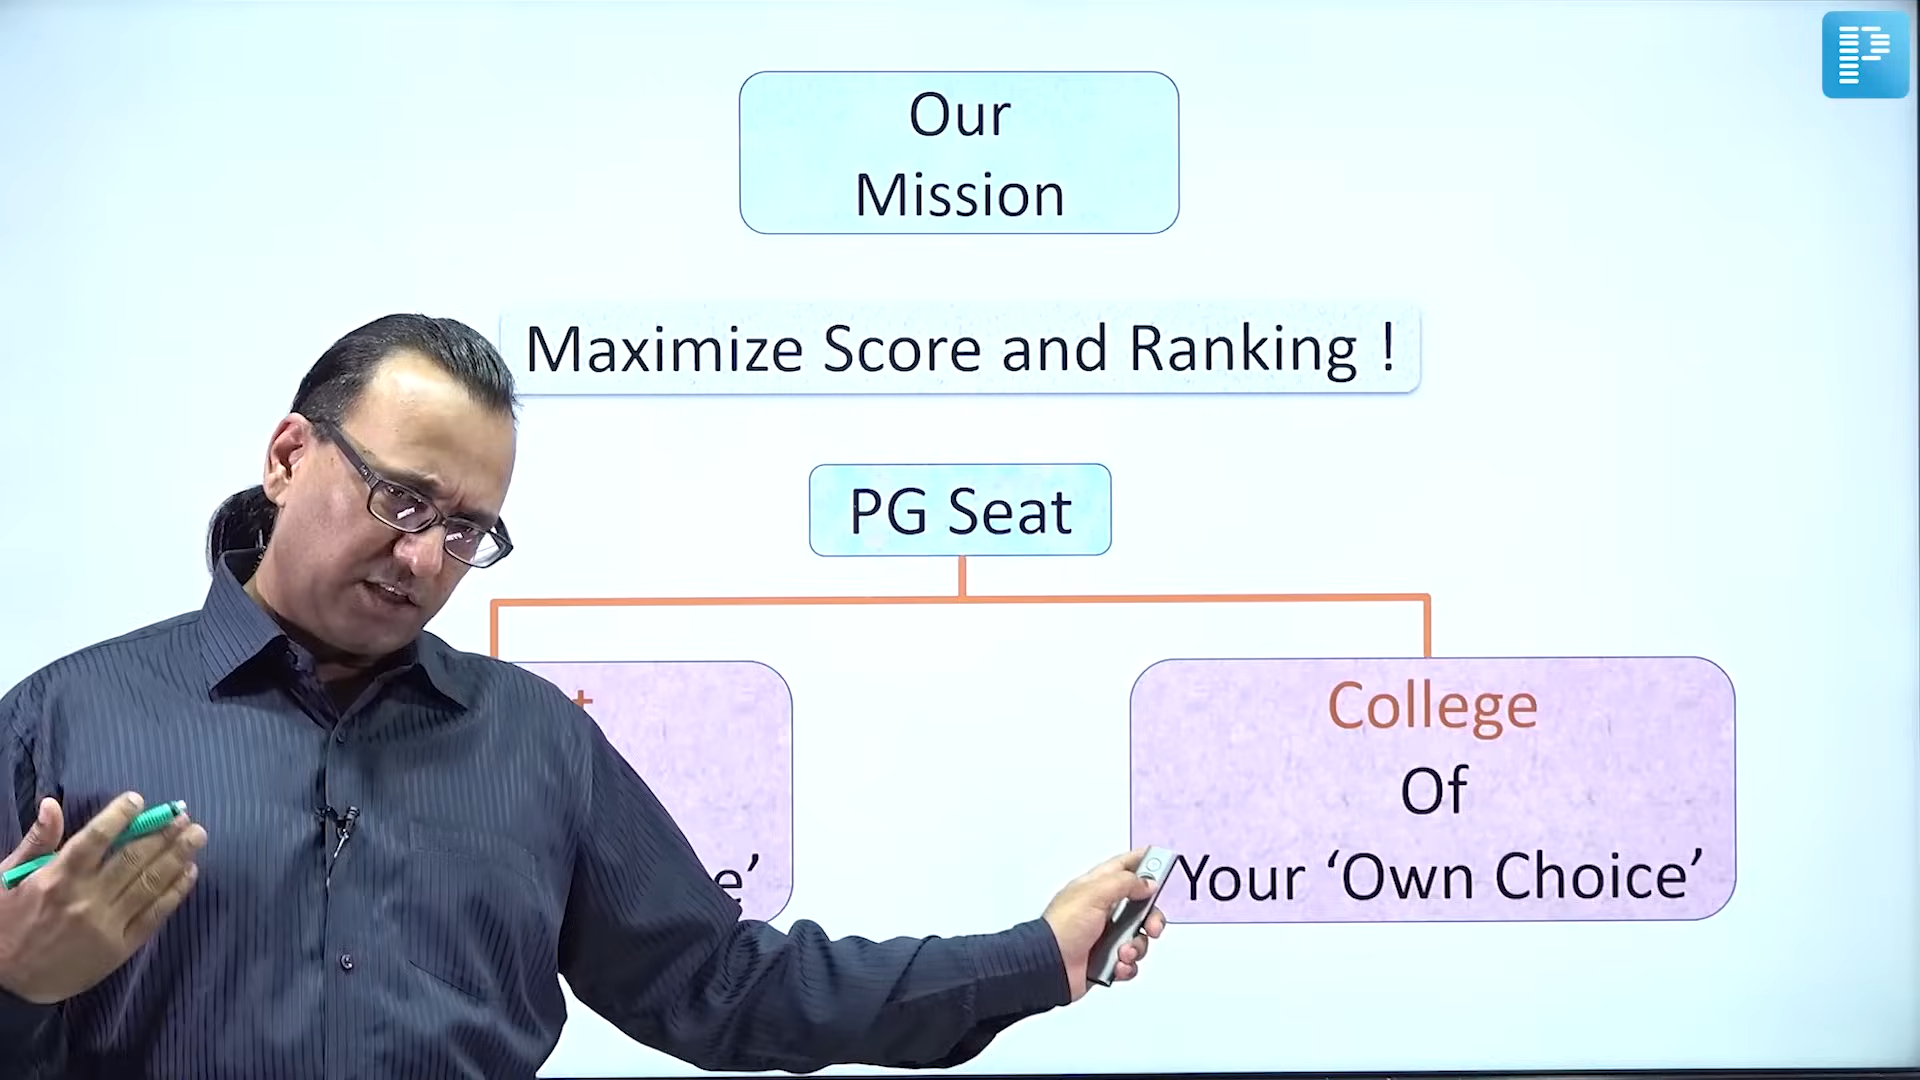 Our
Mission
Maximize Score and Ranking !
PG Seat
College
Of
Your ‘Own Choice’